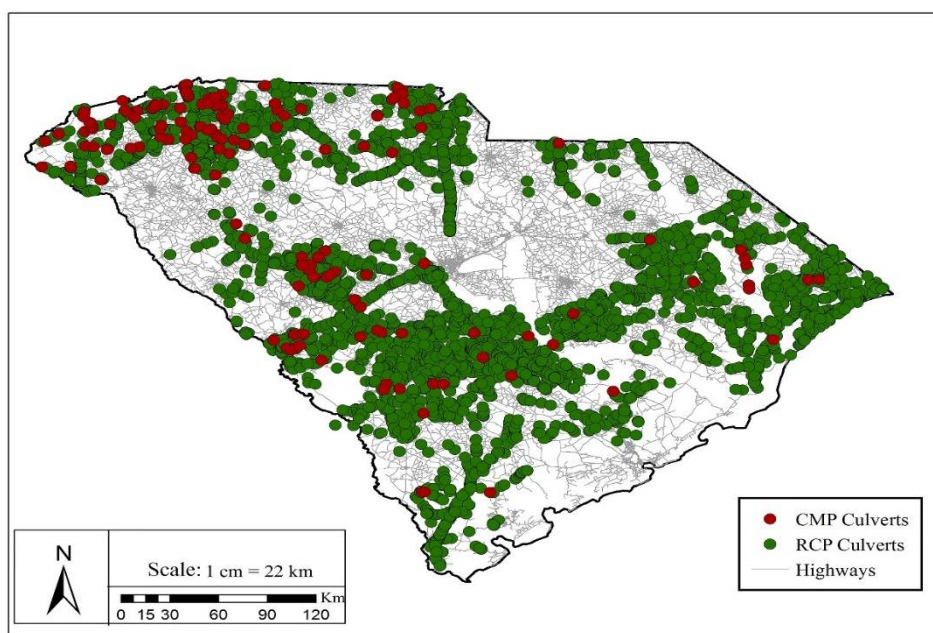 CMP Culverts
RCP Culverts
Highways
N
Scale: 1 cm = 22 km
Km
0 15 30 60 90 120